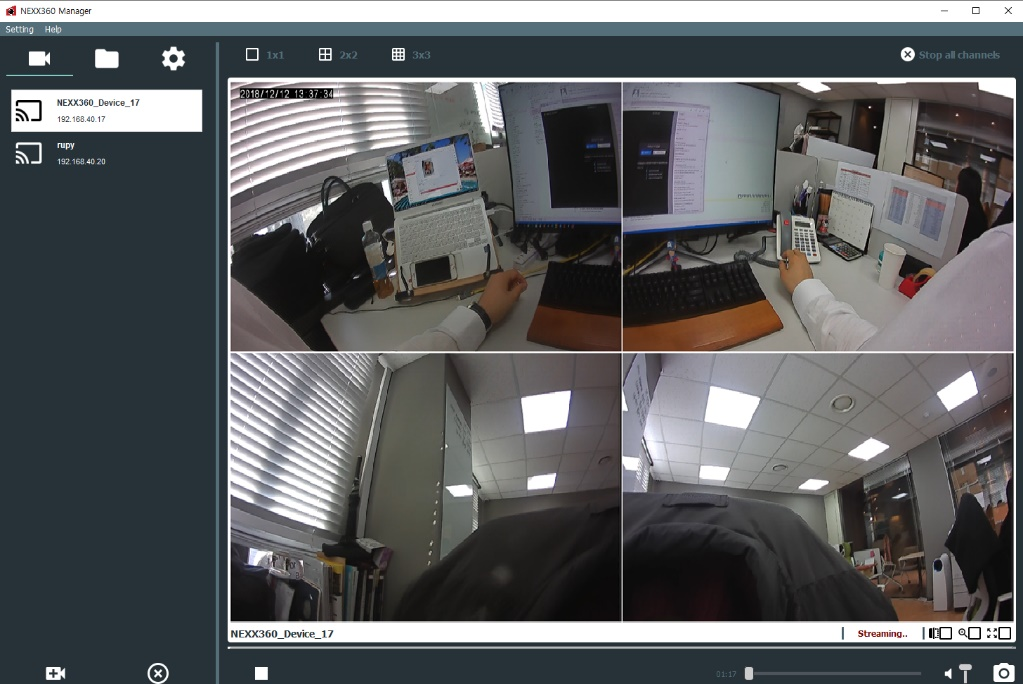 NEXX360 Manager
Setting Help
1x1 2x2 3x3 Stop all channels
NEXX360_Device_17
192.168.40.17
rupy
192.168.40.20
2018/12/12 13:37:34
NEXX360_Device_17
Streaming..
01:17